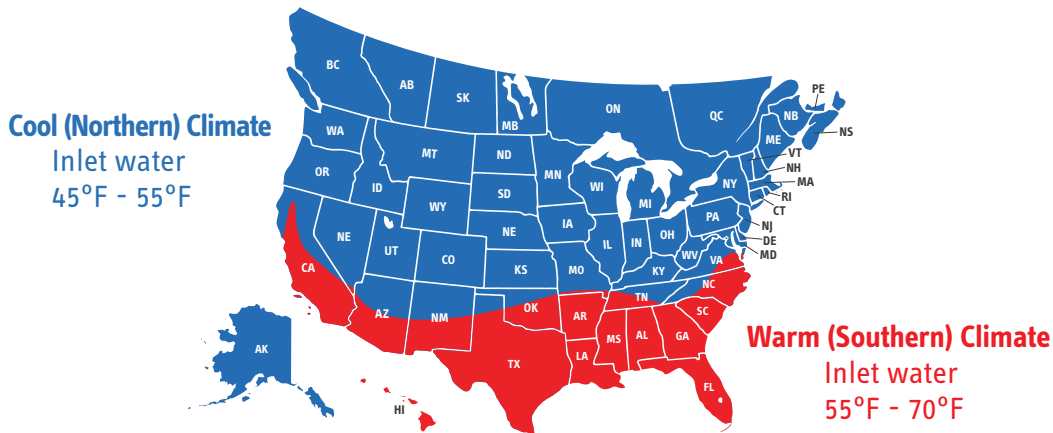 Cool (Northern) Climate
Inlet water
45°F - 55°F
BC
AB
SK
MB
ON
QC
NB
PE
NS
WA
OR
ID
MT
ND
SD
MN
WI
MI
NY
ME
VT
NH
MA
RI
CT
NJ
DE
MD
WY
NE
UT
CO
NE
KS
IA
MO
IL
IN
OH
PA
WV
VA
KY
CA
AZ
NM
OK
TX
AR
LA
MS
AL
TN
GA
NC
SC
FL
AK
HI
Warm (Southern) Climate
Inlet water
55°F - 70°F